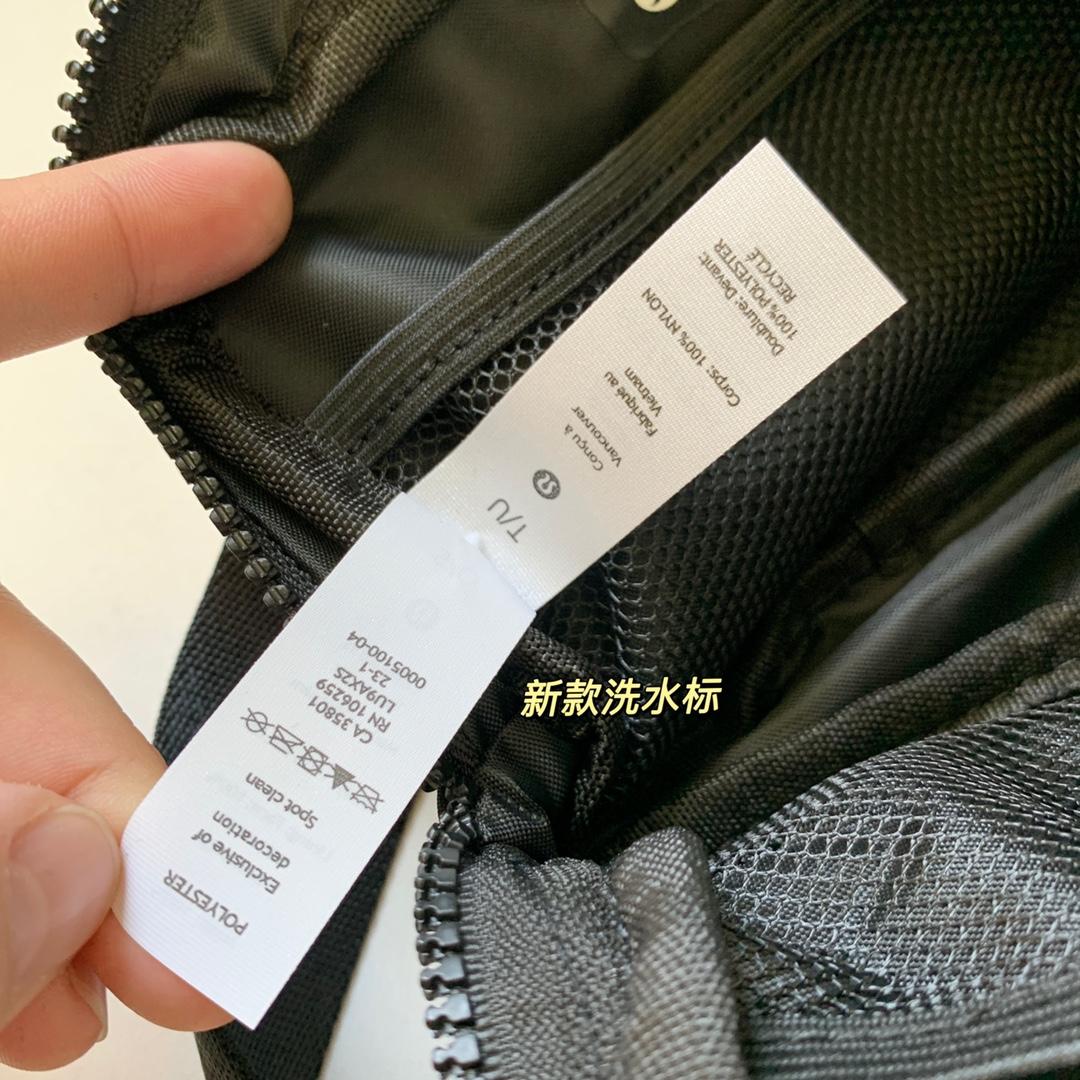 POLYESTER
Exclusive of
decoration
Spot clean
CA 35801
RN 106259
LU9AX2S
23-1
0005100-04
T/U
Conçu à
Vancouver
Fabriqué au
Vietnam
Corps: 100% NYLON
Doublure: Devant:
100% POLYESTER
RECYCLÉ
新款洗水标